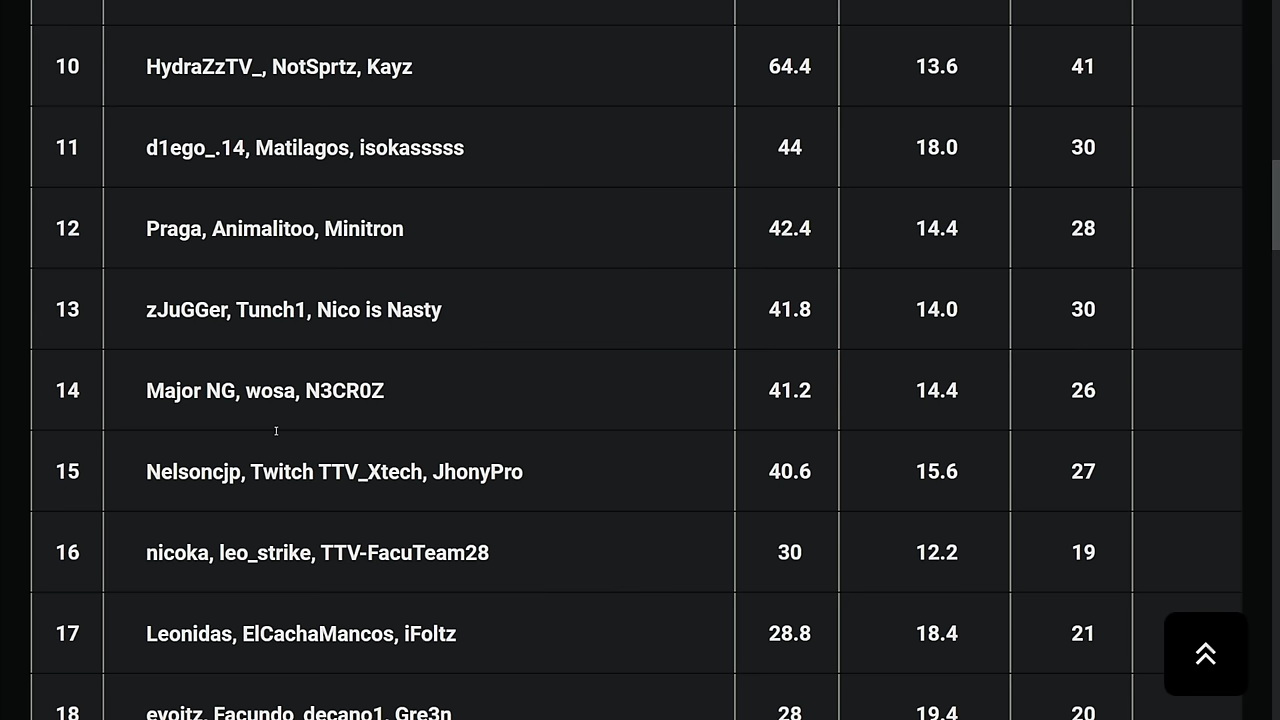 10 HydraZzTV_, NotSprtz, Kayz 64.4 13.6 41
11 d1ego_.14, Matilagos, isokasssss 44 18.0 30
12 Praga, Animalitoo, Minitron 42.4 14.4 28
13 zJuGGer, Tunch1, Nico is Nasty 41.8 14.0 30
14 Major NG, wosa, N3CR0Z 41.2 14.4 26
15 Nelsoncjp, Twitch TTV_Xtech, JhonyPro 40.6 15.6 27
16 nicoka, leo_strike, TTV-FacuTeam28 30 12.2 19
17 Leonidas, ElCachaMancos, iFoltz 28.8 18.4 21
18 evoitz, Facundo_decano1, Gre3n 28 19.4 20